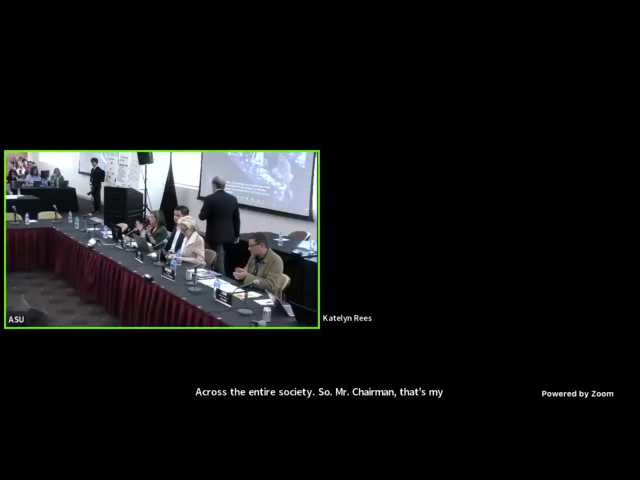 ASU
Katelyn Rees
Across the entire society. So. Mr. Chairman, that's my
Powered by Zoom